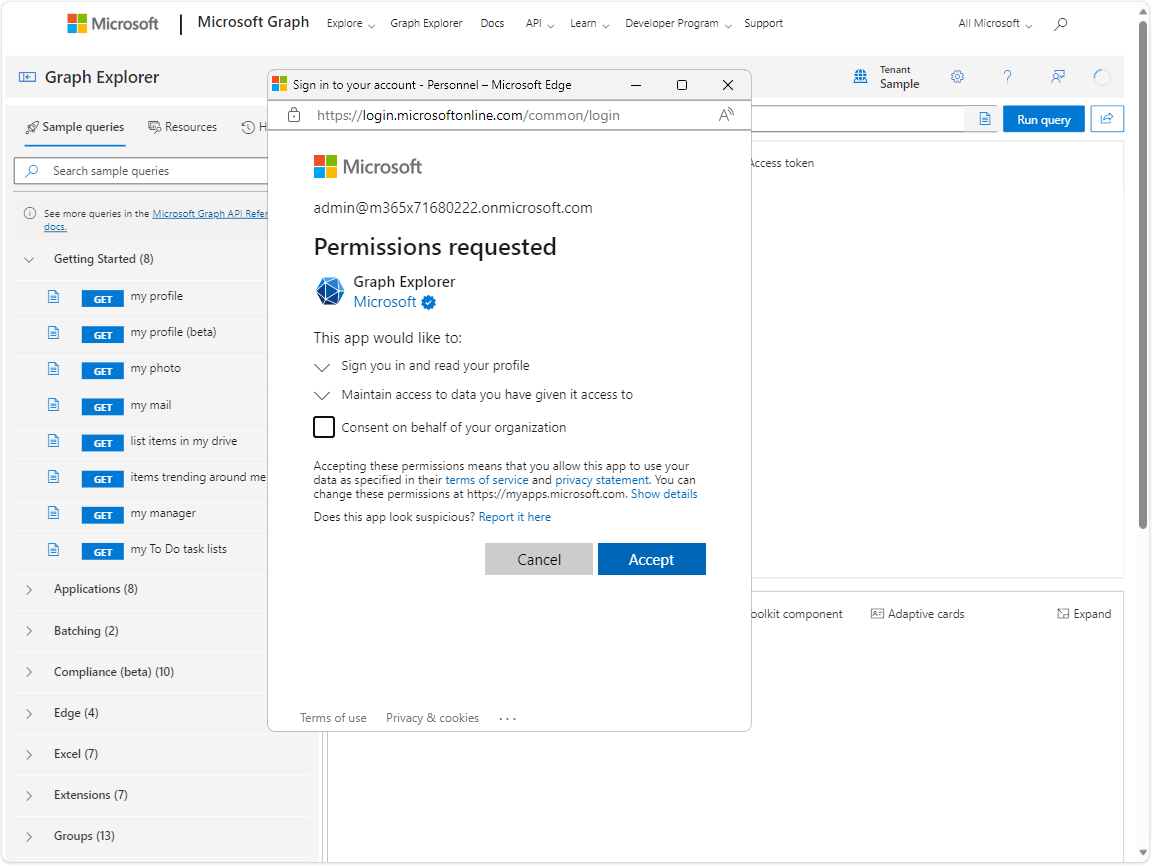 Microsoft
Microsoft Graph
Explore
Graph Explorer
Docs
API
Learn
Developer Program
Support
All Microsoft
Graph Explorer
Tenant
Sample
Sample queries
Resources
H
Search sample queries
See more queries in the Microsoft Graph API Refer
docs.
Getting Started (8)
GET my profile
GET my profile (beta)
GET my photo
GET my mail
GET list items in my drive
GET items trending around me
GET my manager
GET my To Do task lists
Applications (8)
Batching (2)
Compliance (beta) (10)
Edge (4)
Excel (7)
Extensions (7)
Groups (13)
Run query
Access token
oolkit component
Adaptive cards
Expand
Sign in to your account - Personnel – Microsoft Edge
https://login.microsoftonline.com/common/login
Microsoft
admin@m365x71680222.onmicrosoft.com
Permissions requested
Graph Explorer
Microsoft
This app would like to:
Sign you in and read your profile
Maintain access to data you have given it access to
Consent on behalf of your organization
Accepting these permissions means that you allow this app to use your
data as specified in their terms of service and privacy statement. You can
change these permissions at https://myapps.microsoft.com. Show details
Does this app look suspicious? Report it here
Cancel
Accept
Terms of use
Privacy & cookies